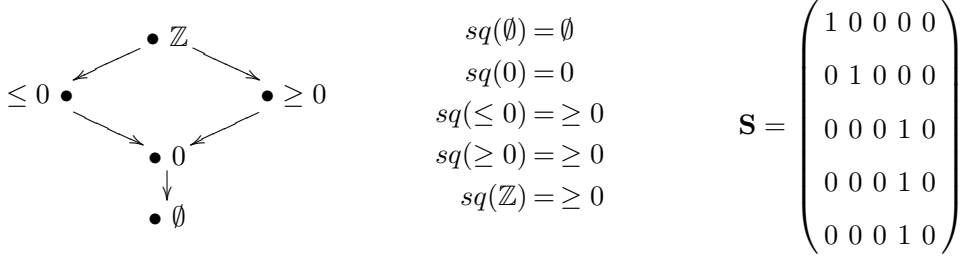 • ℤ
≤ 0 •
• ≥ 0
• 0
• ∅
sq(∅) = ∅
sq(0) = 0
sq(≤ 0) = ≥ 0
sq(≥ 0) = ≥ 0
sq(ℤ) = ≥ 0
S =
1 0 0 0 0
0 1 0 0 0
0 0 0 1 0
0 0 0 1 0
0 0 0 1 0